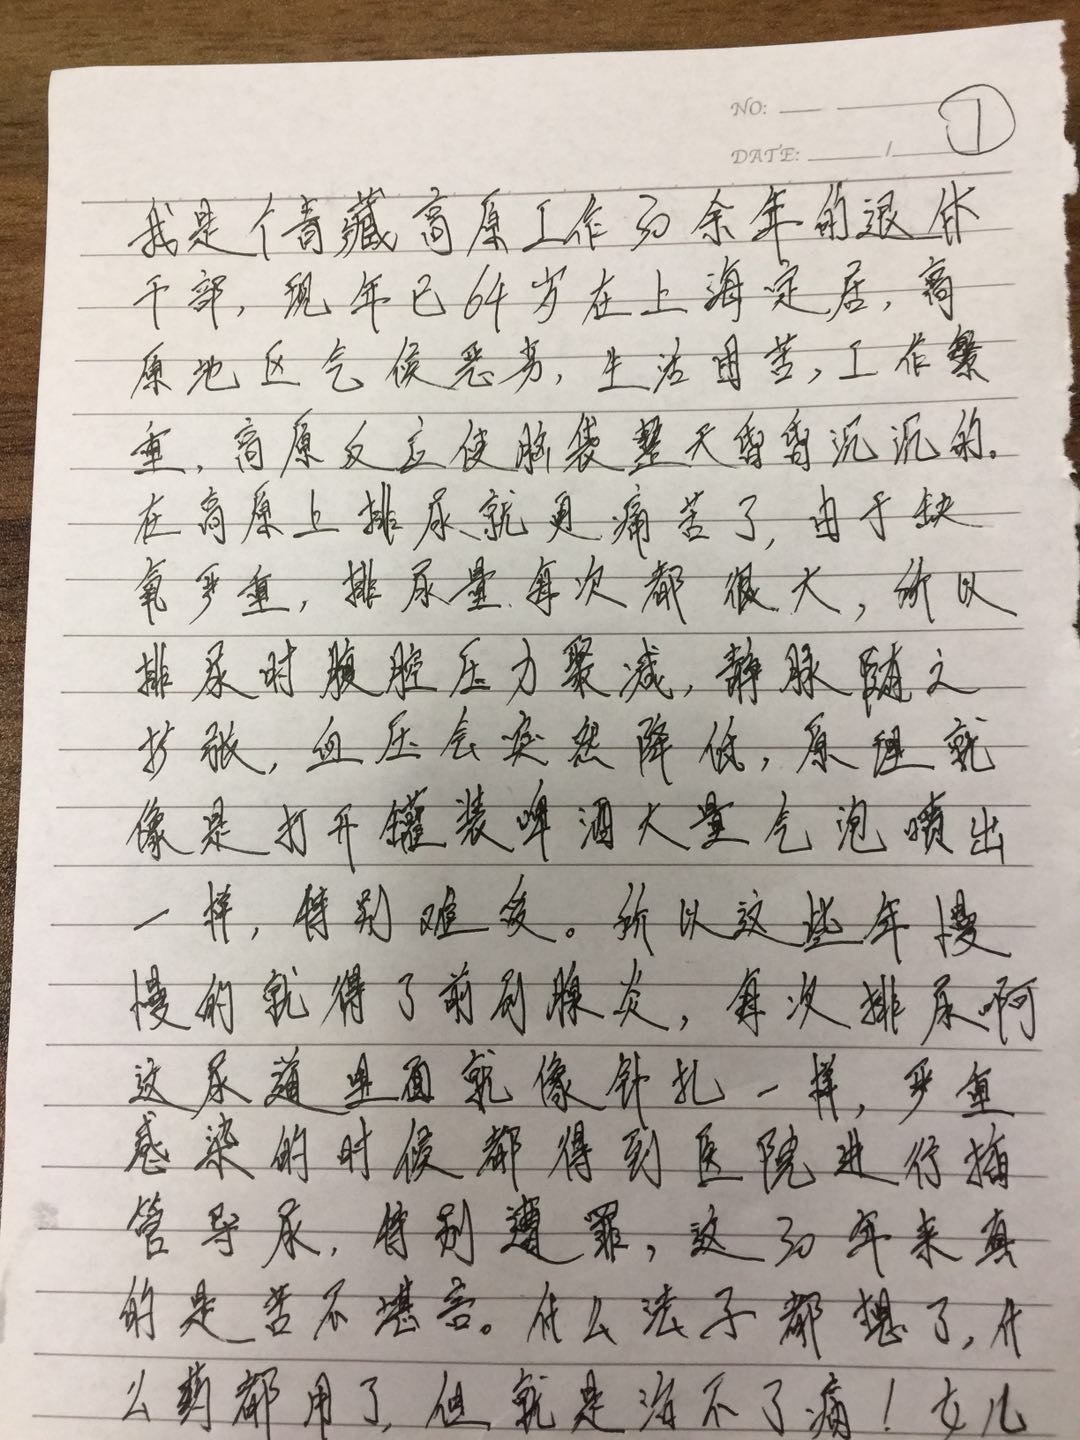 NO:
①
DATE: /
我是个青藏高原工作30余年的退休
干部,现年已64岁在上海定居,高
原地区气候恶劣,生活困苦,工作繁
重,高原反应使脑袋整天昏昏沉沉的。
在高原上排尿就更痛苦了,由于缺
氧严重,排尿量每次都很大,所以
排尿时腹腔压力聚减,静脉随之
扩张,血压会突然降低,原理就
像是打开罐装啤酒大量气泡喷出
一样,特别难受。所以这些年慢
慢的就得了前列腺炎,每次排尿啊
这尿道里面就像针扎一样,严重
感染的时候都得到医院进行插
管导尿,特别遭罪,这30年来真
的是苦不堪言。什么法子都想了,什
么药都用了,但就是治不了病!女儿